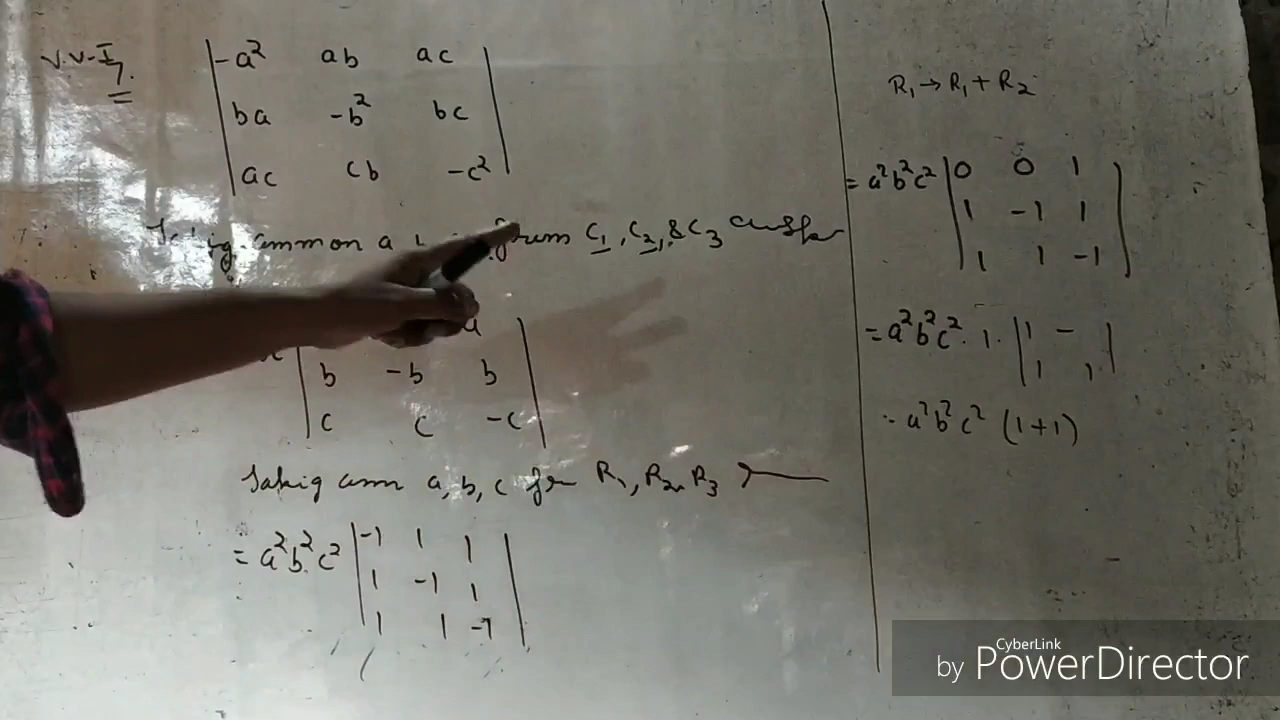 V.V-I
7.
| -a² ab ac |
| ba -b² bc |
| ac cb -c² |
common a from C₁, C₂, & C₃
a
| b -b b |
| c c -c |
a, b, c R₁, R₂, R₃
= a²b²c² | -1 1 1 |
| 1 -1 1 |
| 1 1 -1 |
R₁ → R₁ + R₂
= a²b²c² | 0 0 1 |
| 1 -1 1 |
| 1 1 -1 |
= a²b²c². 1. | 1 - |
| 1 1 |
a²b²c² (1+1)
CyberLink
by PowerDirector